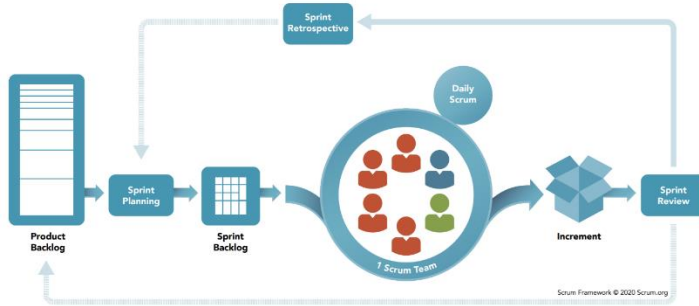 Sprint
Retrospective
Daily
Scrum
Sprint
Planning
Sprint
Review
Product
Backlog
Sprint
Backlog
1 Scrum Team
Increment
Scrum Framework © 2020 Scrum.org